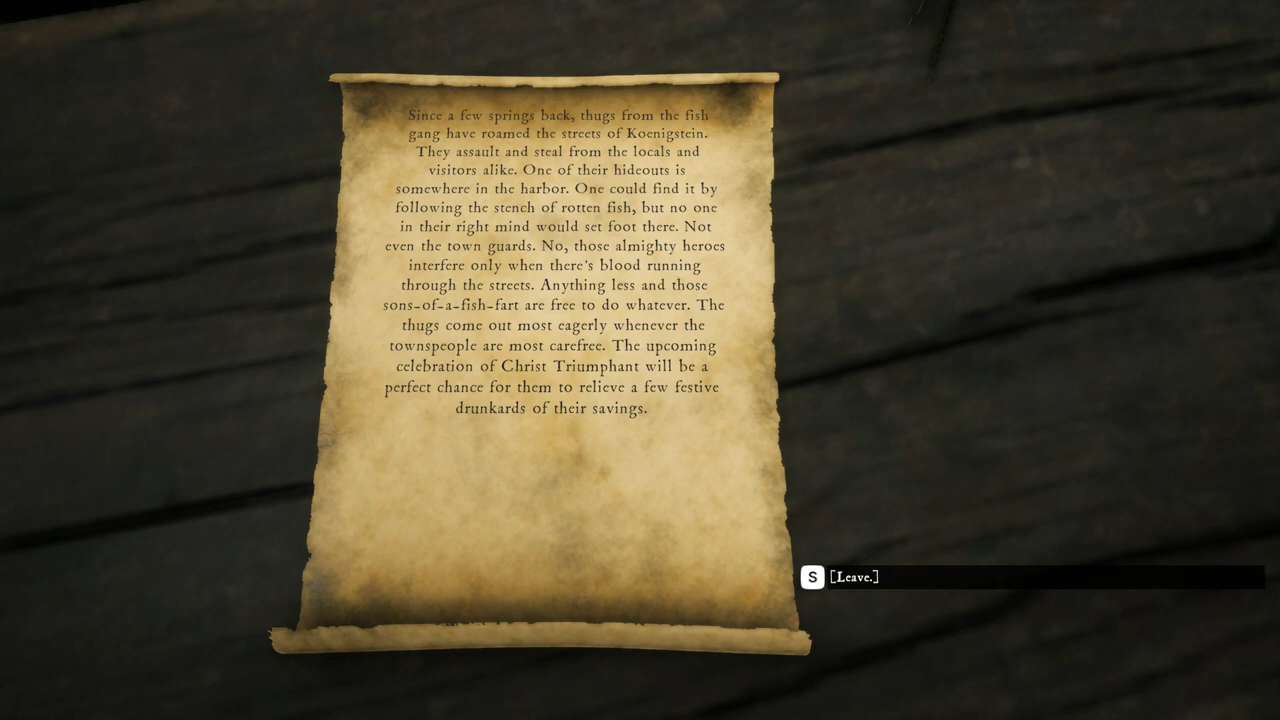 Since a few springs back, thugs from the fish
gang have roamed the streets of Koenigstein.
They assault and steal from the locals and
visitors alike. One of their hideouts is
somewhere in the harbor. One could find it by
following the stench of rotten fish, but no one
in their right mind would set foot there. Not
even the town guards. No, those almighty heroes
interfere only when there's blood running
through the streets. Anything less and those
sons-of-a-fish-fart are free to do whatever. The
thugs come out most eagerly whenever the
townspeople are most carefree. The upcoming
celebration of Christ Triumphant will be a
perfect chance for them to relieve a few festive
drunkards of their savings.
S [Leave.]